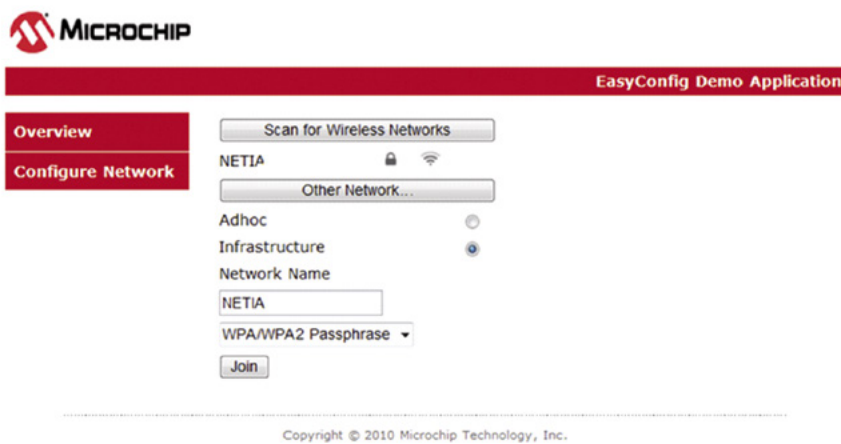 MICROCHIP
EasyConfig Demo Application
Overview
Configure Network
Scan for Wireless Networks
NETIA
Other Network...
Adhoc
Infrastructure
Network Name
NETIA
WPA/WPA2 Passphrase
Join
Copyright © 2010 Microchip Technology, Inc.